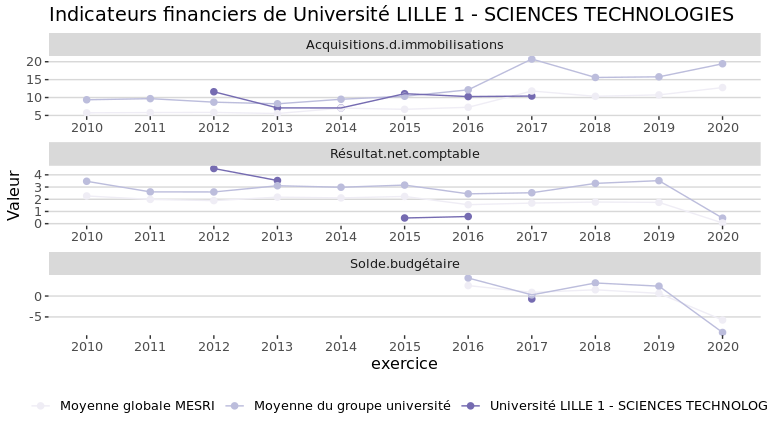 Indicateurs financiers de Université LILLE 1 - SCIENCES TECHNOLOGIES
Acquisitions.d.immobilisations
20
15
10
5
2010 2011 2012 2013 2014 2015 2016 2017 2018 2019 2020
Résultat.net.comptable
4
3
2
1
0
2010 2011 2012 2013 2014 2015 2016 2017 2018 2019 2020
Solde.budgétaire
0
-5
2010 2011 2012 2013 2014 2015 2016 2017 2018 2019 2020
Valeur
exercice
Moyenne globale MESRI Moyenne du groupe université Université LILLE 1 - SCIENCES TECHNOLOG